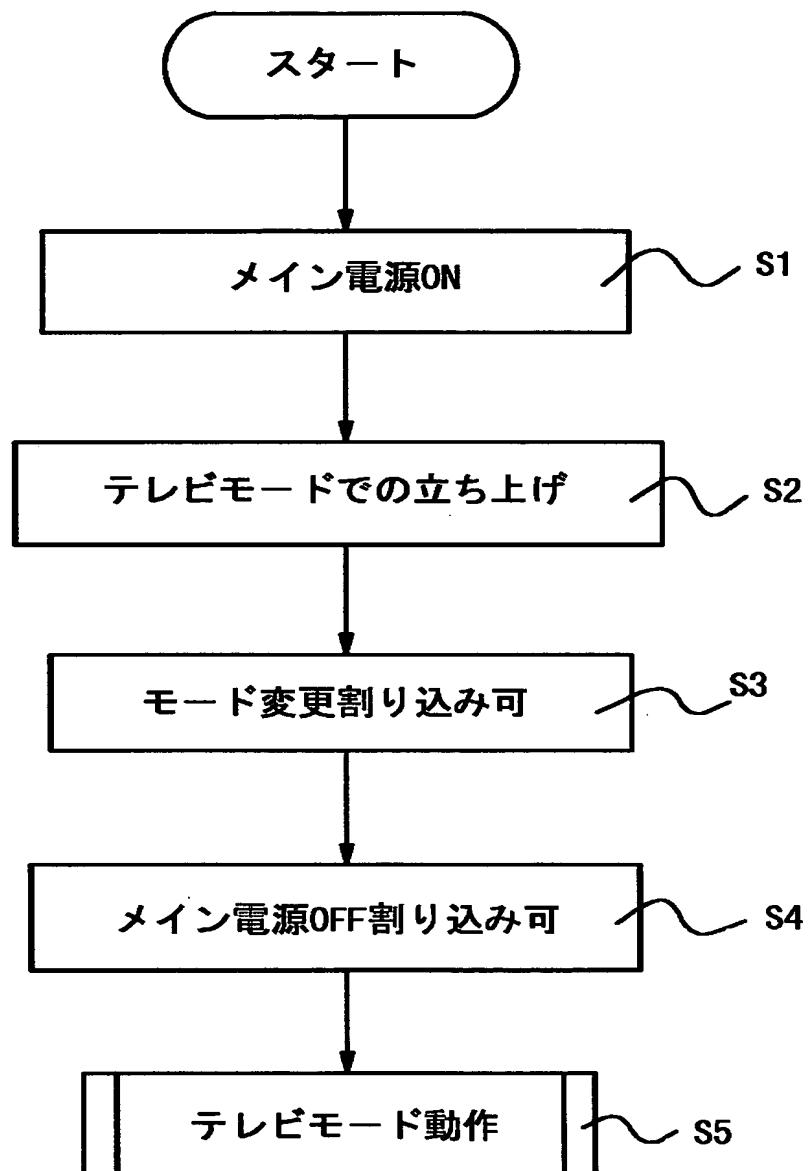 スタート
メイン電源ON
S1
テレビモードでの立ち上げ
S2
モード変更割り込み可
S3
メイン電源OFF割り込み可
S4
テレビモード動作
S5